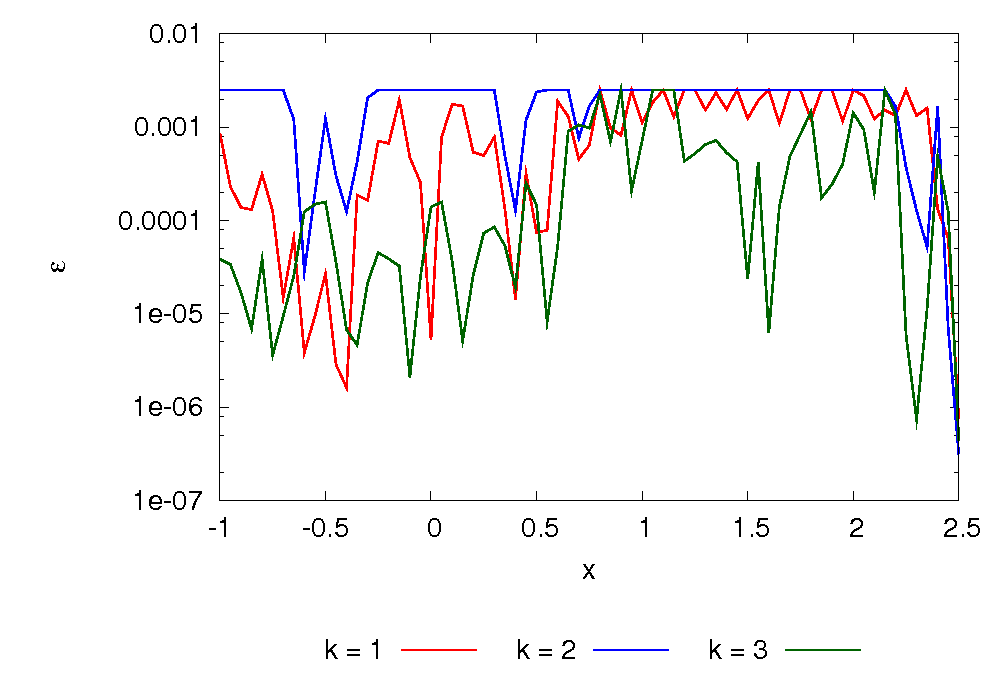 0.01
0.001
0.0001
1e-05
1e-06
1e-07
ε
-1 -0.5 0 0.5 1 1.5 2 2.5
x
k = 1 k = 2 k = 3